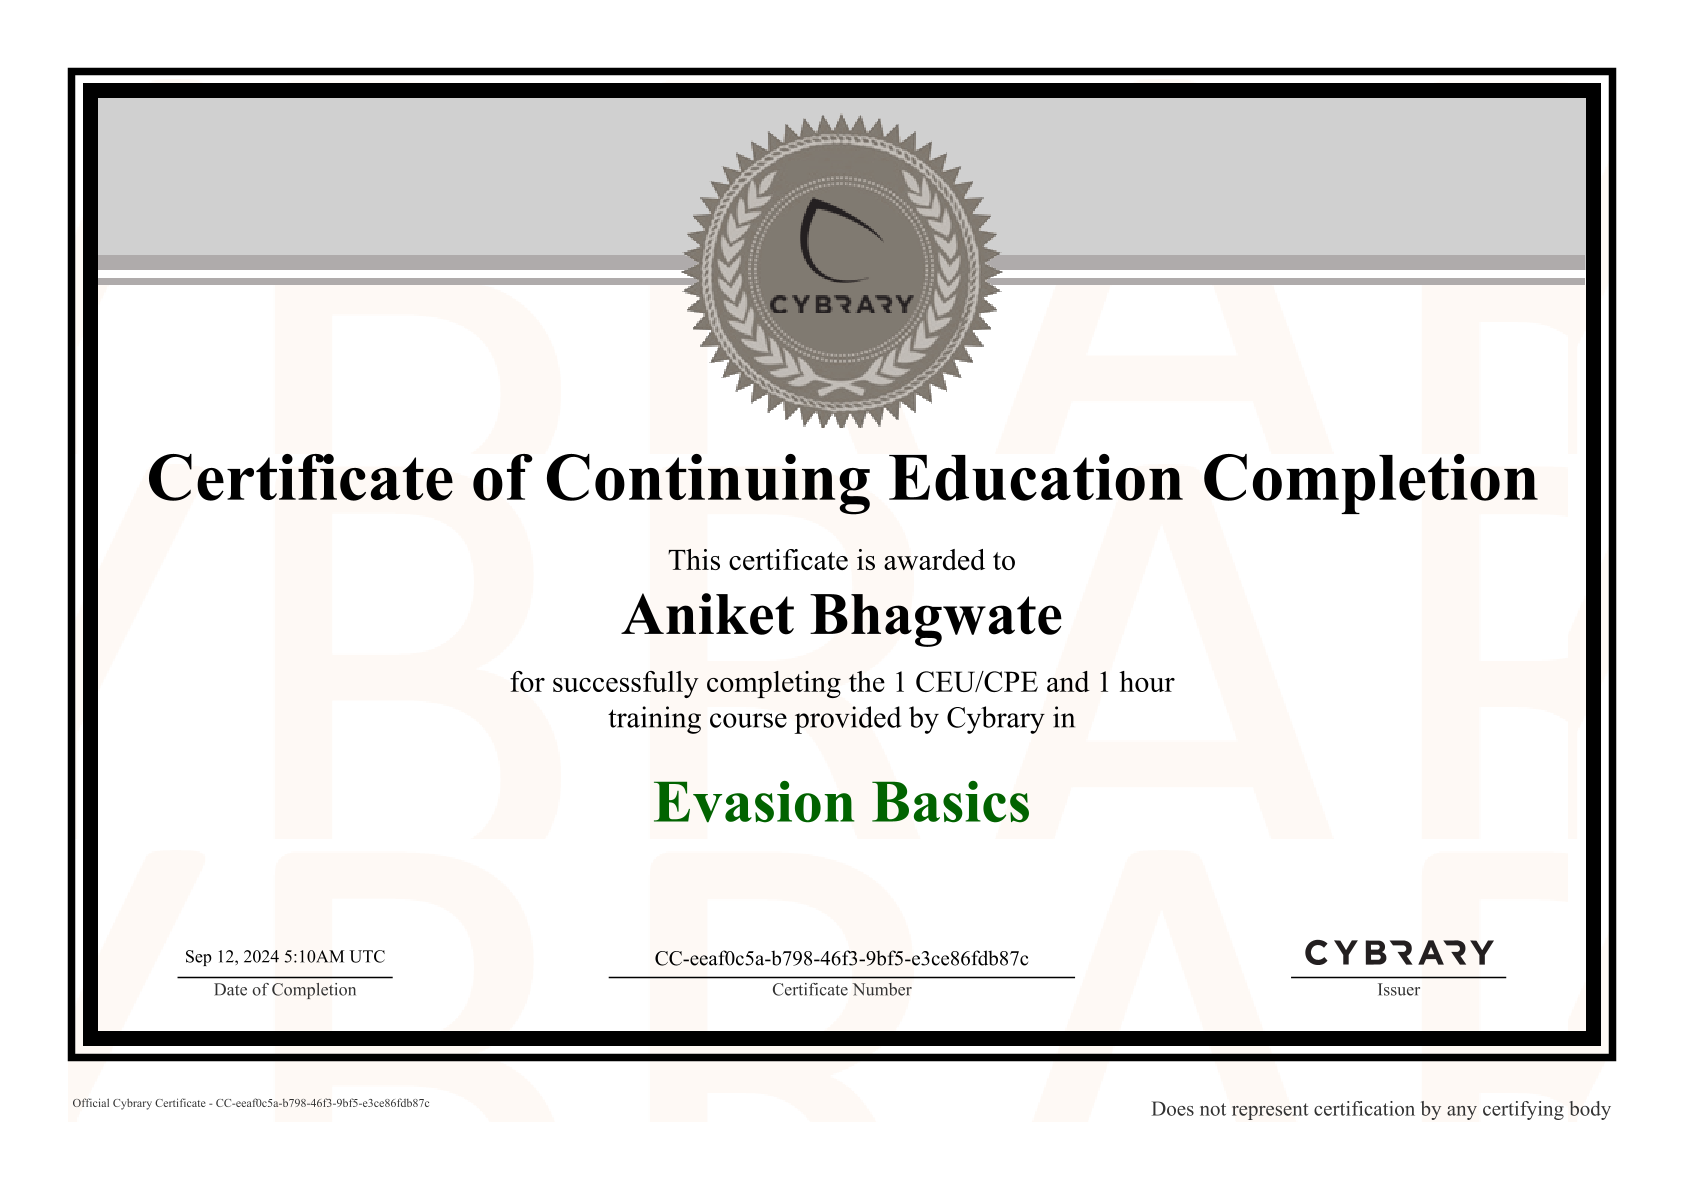 CYBRARY
Certificate of Continuing Education Completion
This certificate is awarded to
Aniket Bhagwate
for successfully completing the 1 CEU/CPE and 1 hour
training course provided by Cybrary in
Evasion Basics
Sep 12, 2024 5:10AM UTC
Date of Completion
CC-eeaf0c5a-b798-46f3-9bf5-e3ce86fdb87c
Certificate Number
CYBRARY
Issuer
Official Cybrary Certificate - CC-eeaf0c5a-b798-46f3-9bf5-e3ce86fdb87c
Does not represent certification by any certifying body